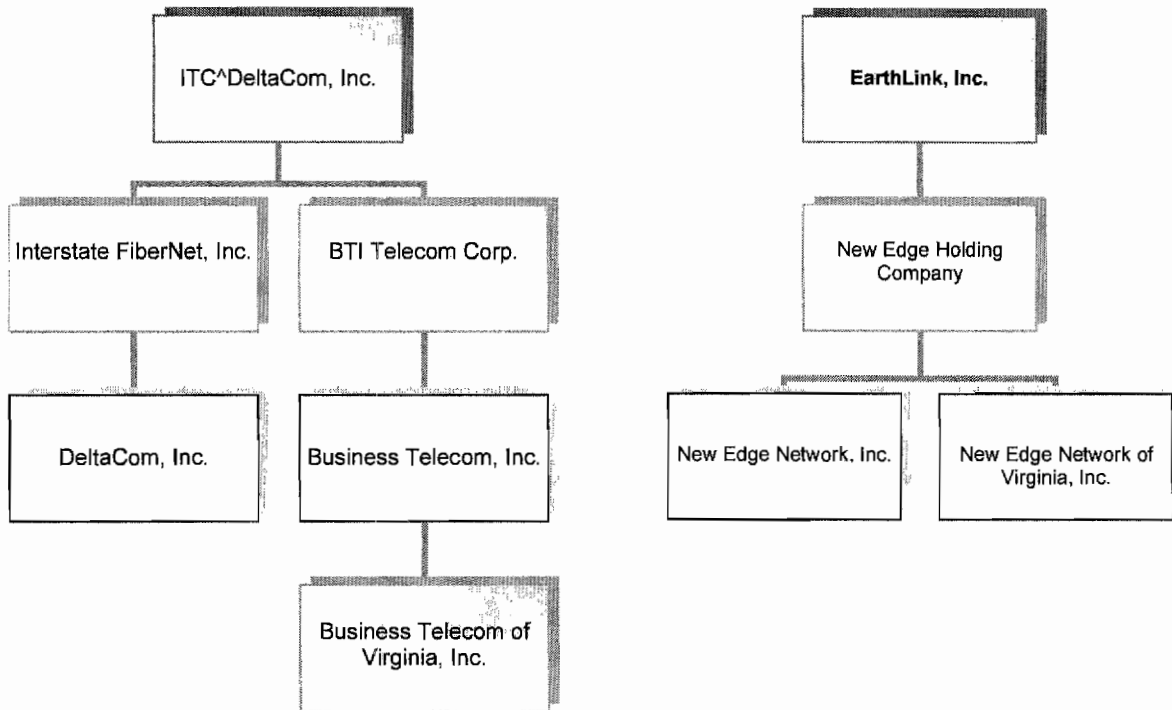 ITC^DeltaCom, Inc.
EarthLink, Inc.
Interstate FiberNet, Inc.
BTI Telecom Corp.
New Edge Holding
Company
DeltaCom, Inc.
Business Telecom, Inc.
New Edge Network, Inc.
New Edge Network of
Virginia, Inc.
Business Telecom of
Virginia, Inc.